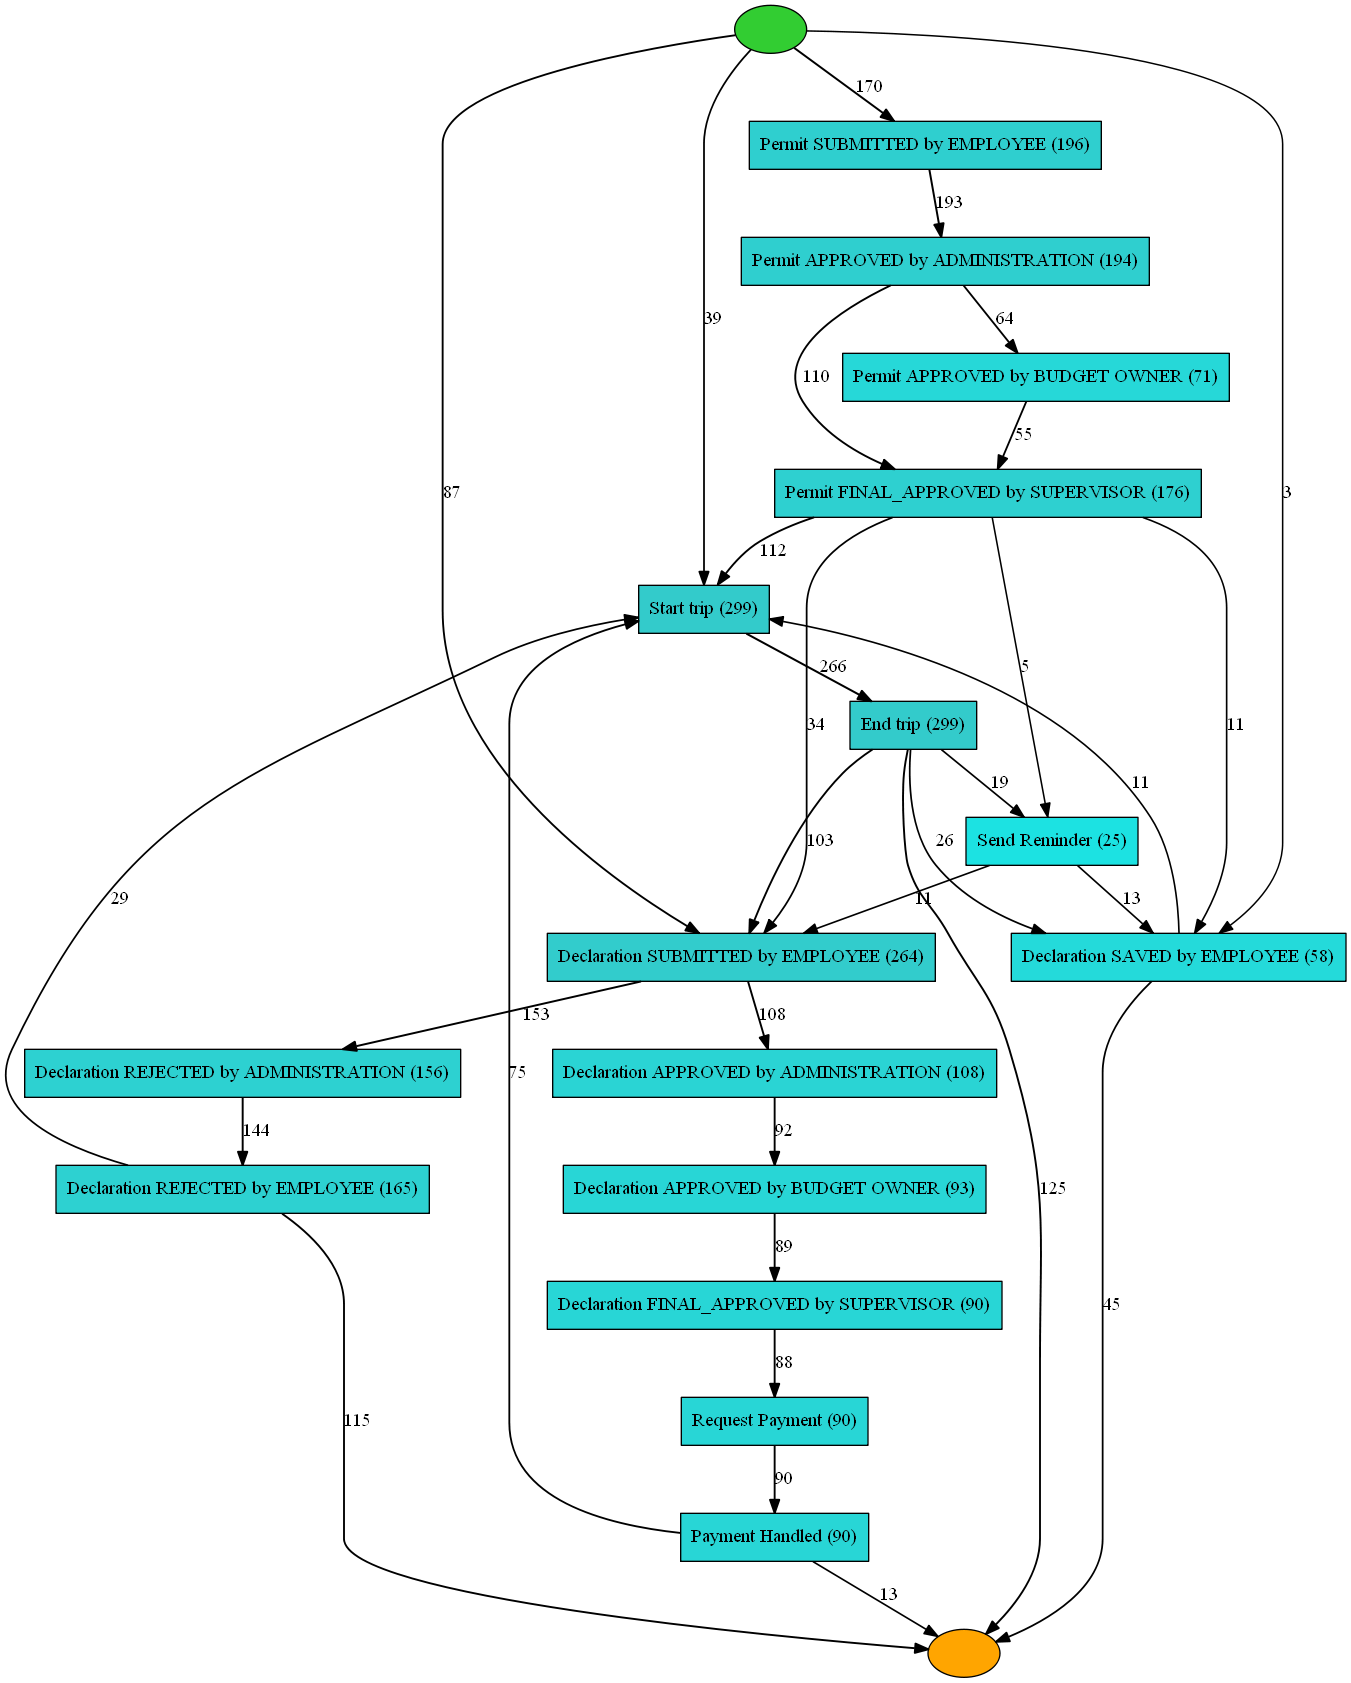 170
Permit SUBMITTED by EMPLOYEE (196)
193
Permit APPROVED by ADMINISTRATION (194)
39
64
110
Permit APPROVED by BUDGET OWNER (71)
55
87
Permit FINAL_APPROVED by SUPERVISOR (176)
3
112
Start trip (299)
266
5
End trip (299)
34
11
19
11
103
26
Send Reminder (25)
29
11
13
Declaration SUBMITTED by EMPLOYEE (264)
Declaration SAVED by EMPLOYEE (58)
153
108
Declaration REJECTED by ADMINISTRATION (156)
75
Declaration APPROVED by ADMINISTRATION (108)
144
92
Declaration REJECTED by EMPLOYEE (165)
Declaration APPROVED by BUDGET OWNER (93)
125
89
Declaration FINAL_APPROVED by SUPERVISOR (90)
45
88
115
Request Payment (90)
90
Payment Handled (90)
13